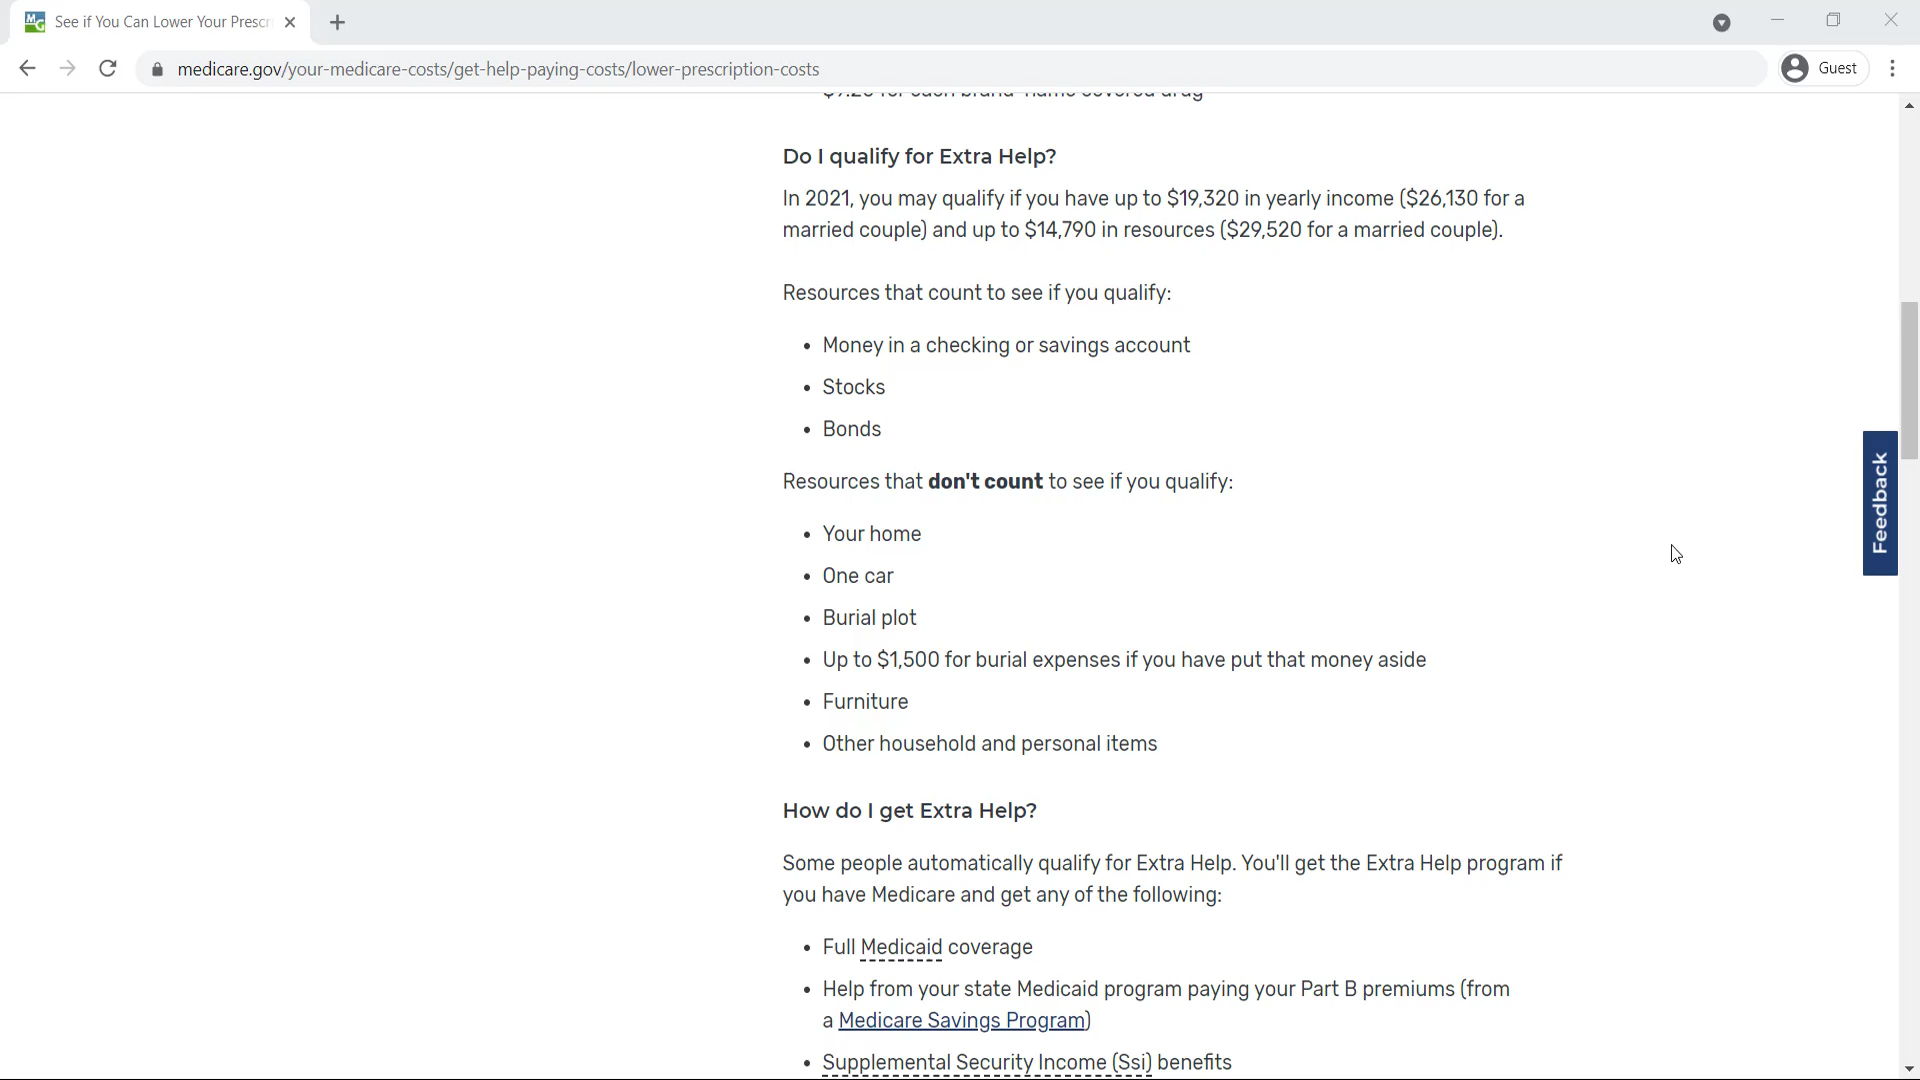 See if You Can Lower Your Prescr
medicare.gov/your-medicare-costs/get-help-paying-costs/lower-prescription-costs
Guest
Do I qualify for Extra Help?
In 2021, you may qualify if you have up to $19,320 in yearly income ($26,130 for a
married couple) and up to $14,790 in resources ($29,520 for a married couple).
Resources that count to see if you qualify:
• Money in a checking or savings account
• Stocks
• Bonds
Resources that don't count to see if you qualify:
• Your home
• One car
• Burial plot
• Up to $1,500 for burial expenses if you have put that money aside
• Furniture
• Other household and personal items
Feedback
How do I get Extra Help?
Some people automatically qualify for Extra Help. You'll get the Extra Help program if
you have Medicare and get any of the following:
• Full Medicaid coverage
• Help from your state Medicaid program paying your Part B premiums (from
a Medicare Savings Program)
• Supplemental Security Income (Ssi) benefits